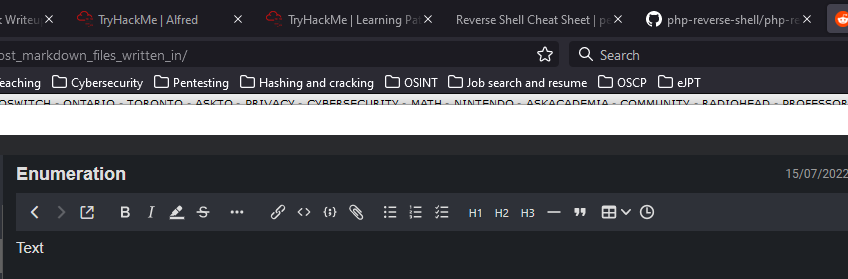 Writeu TryHackMe | Alfred TryHackMe | Learning Pa Reverse Shell Cheat Sheet | pe php-reverse-shell/php-re
ost_markdown_files_written_in/ Search
eaching Cybersecurity Pentesting Hashing and cracking OSINT Job search and resume OSCP eJPT
OSWITCH - ONTARIO - TORONTO - ASKTO - PRIVACY - CYBERSECURITY - MATH - NINTENDO - ASKACADEMIA - COMMUNITY - RADIOHEAD - PROFESSOR
Enumeration 15/07/2022
B I S H1 H2 H3
Text